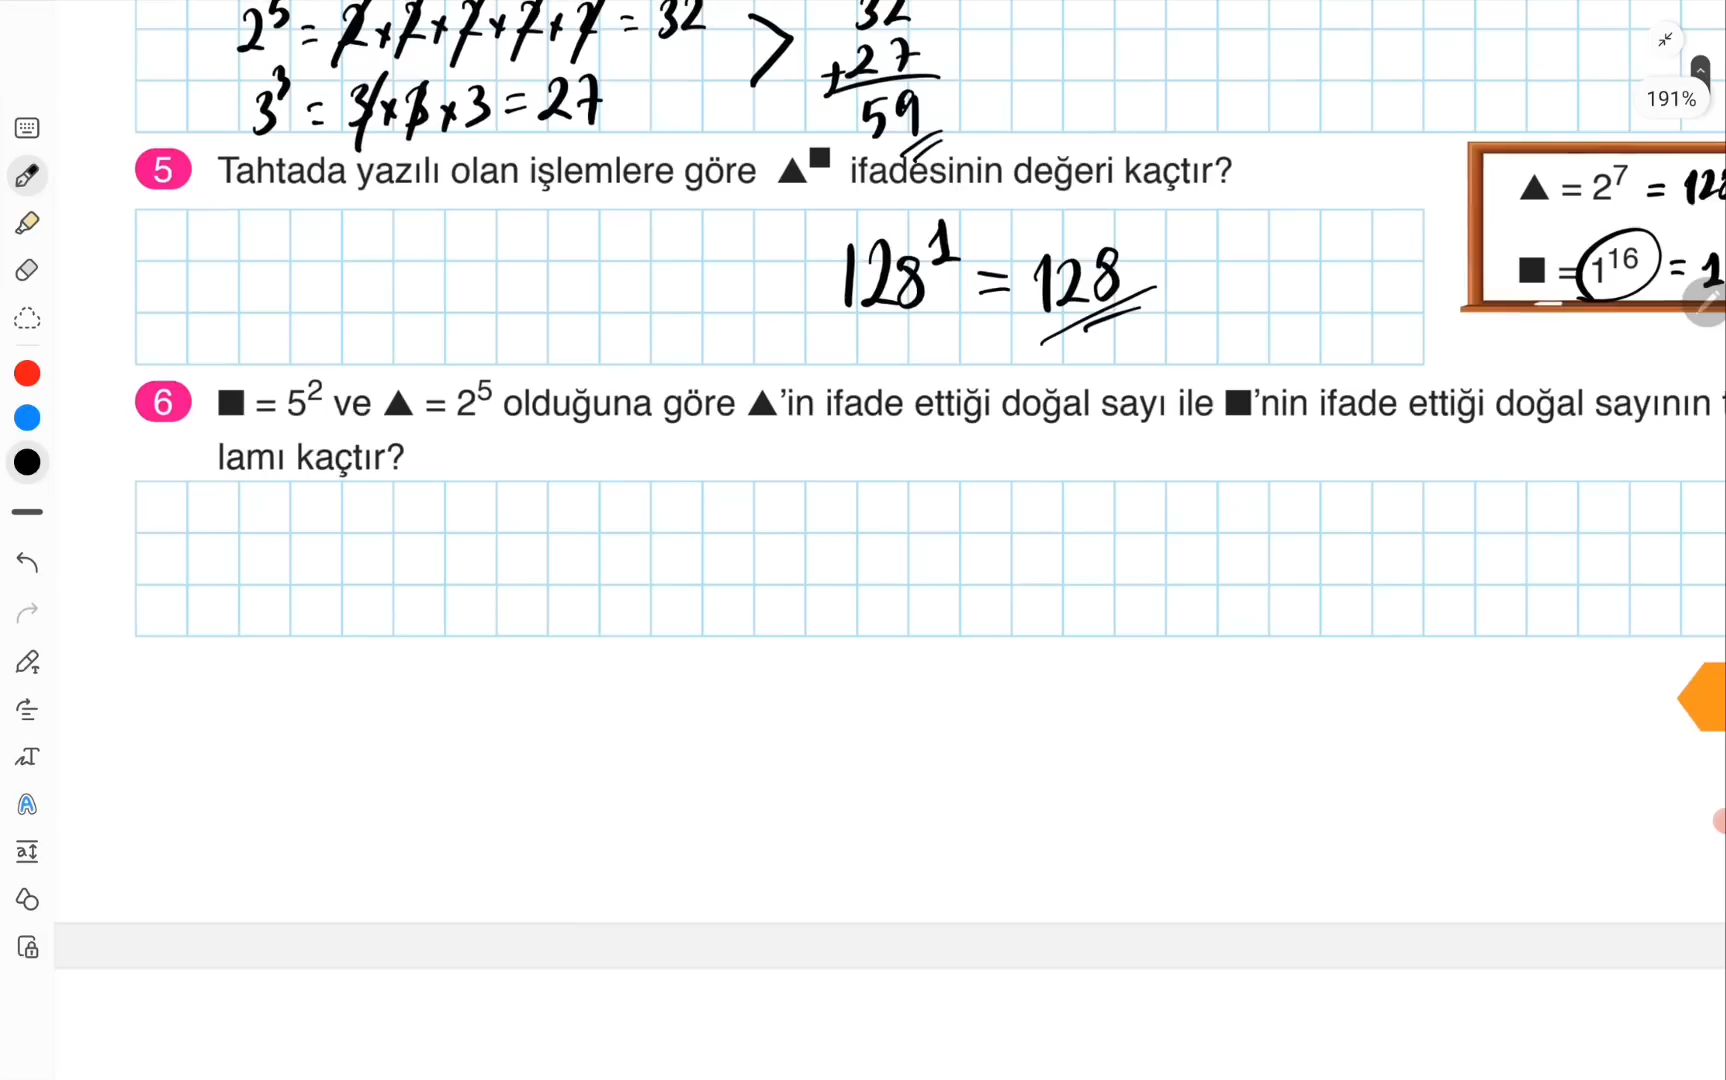 2⁵ = 2×2×2×2×2 = 32 > 32
3³ = 3×3×3 = 27 +27
59
191%
5 Tahtada yazılı olan işlemlere göre ▲■ ifadesinin değeri kaçtır?
▲ = 2⁷ = 128
■ = 1¹⁶ = 1
128¹ = 128
6 ■ = 5² ve ▲ = 2⁵ olduğuna göre ▲'in ifade ettiği doğal sayı ile ■'nin ifade ettiği doğal sayının
lamı kaçtır?